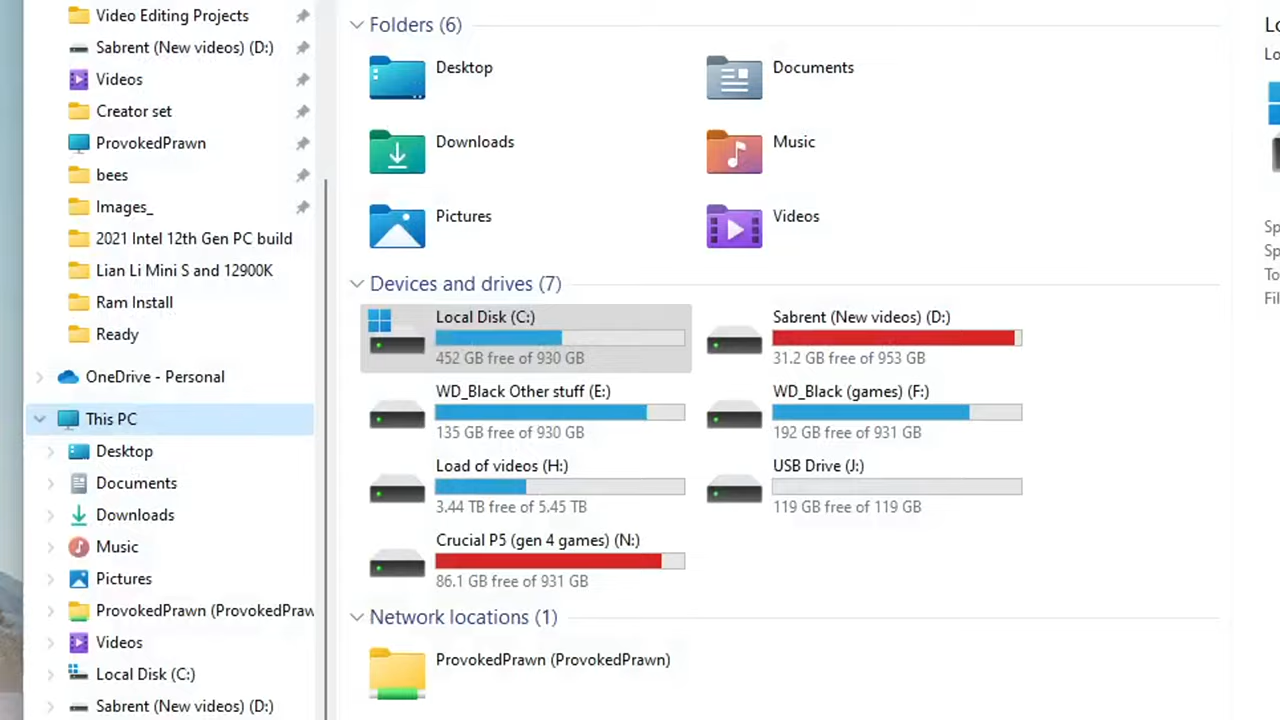 Video Editing Projects
Sabrent (New videos) (D:)
Videos
Creator set
ProvokedPrawn
bees
Images_
2021 Intel 12th Gen PC build
Lian Li Mini S and 12900K
Ram Install
Ready
OneDrive - Personal
This PC
Desktop
Documents
Downloads
Music
Pictures
ProvokedPrawn (ProvokedPraw
Videos
Local Disk (C:)
Sabrent (New videos) (D:)
Folders (6)
Desktop
Documents
Downloads
Music
Pictures
Videos
Devices and drives (7)
Local Disk (C:)
452 GB free of 930 GB
Sabrent (New videos) (D:)
31.2 GB free of 953 GB
WD_Black Other stuff (E:)
135 GB free of 930 GB
WD_Black (games) (F:)
192 GB free of 931 GB
Load of videos (H:)
3.44 TB free of 5.45 TB
USB Drive (J:)
119 GB free of 119 GB
Crucial P5 (gen 4 games) (N:)
86.1 GB free of 931 GB
Network locations (1)
ProvokedPrawn (ProvokedPrawn)
Lo
Lo
Sp
Sp
To
Fil